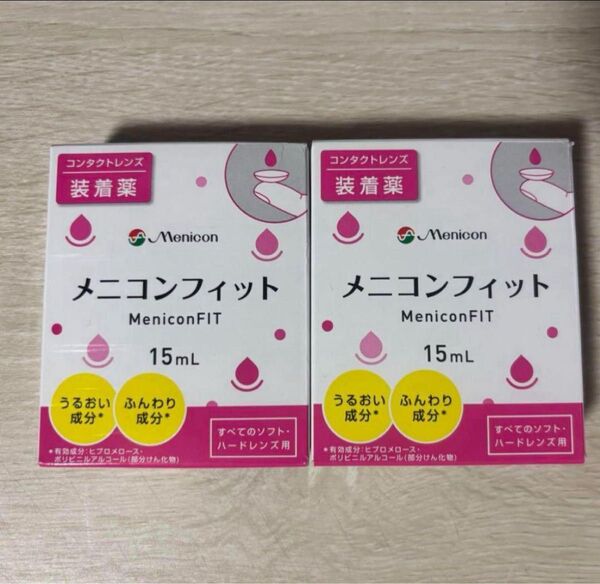 コンタクトレンズ
装着薬
Menicon
メニコンフィット
MeniconFIT
15mL
うるおい
成分*
ふんわり
成分*
すべてのソフト・
ハードレンズ用
*有効成分:ヒプロメロース・
ポリビニルアルコール(部分けん化物)
コンタクトレンズ
装着薬
Menicon
メニコンフィット
MeniconFIT
15mL
うるおい
成分*
ふんわり
成分*
すべてのソフト・
ハードレンズ用
*有効成分:ヒプロメロース・
ポリビニルアルコール(部分けん化物)